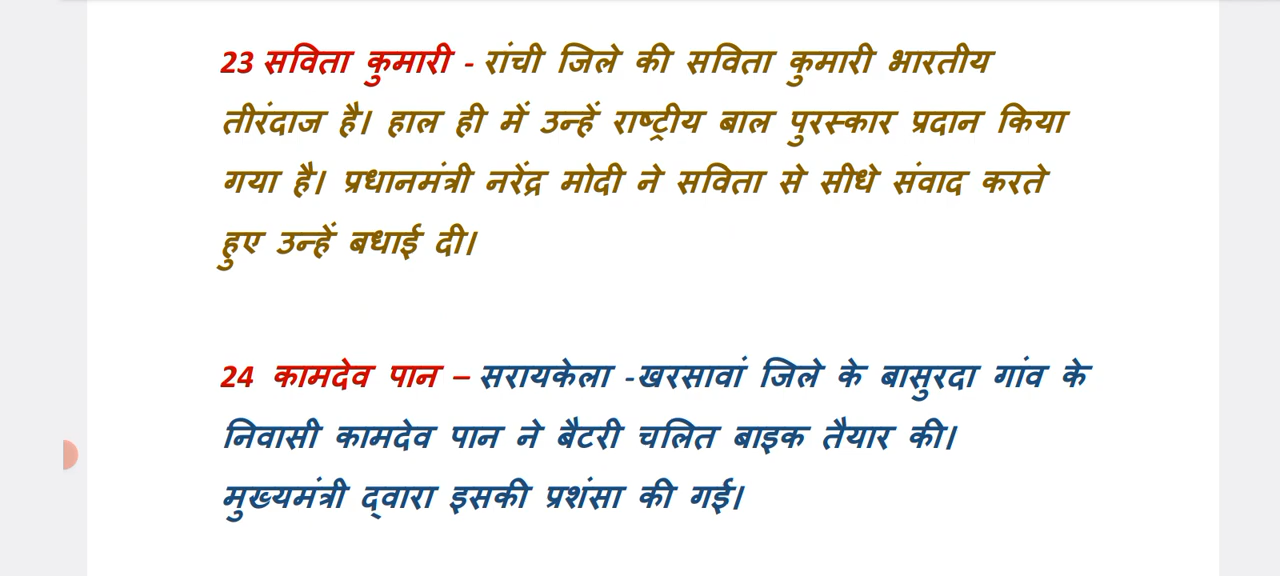 23 सविता कुमारी - रांची जिले की सविता कुमारी भारतीय
तीरंदाज है। हाल ही में उन्हें राष्ट्रीय बाल पुरस्कार प्रदान किया
गया है। प्रधानमंत्री नरेंद्र मोदी ने सविता से सीधे संवाद करते
हुए उन्हें बधाई दी।
24 कामदेव पान – सरायकेला -खरसावां जिले के बासुरदा गांव के
निवासी कामदेव पान ने बैटरी चलित बाइक तैयार की।
मुख्यमंत्री द्वारा इसकी प्रशंसा की गई।